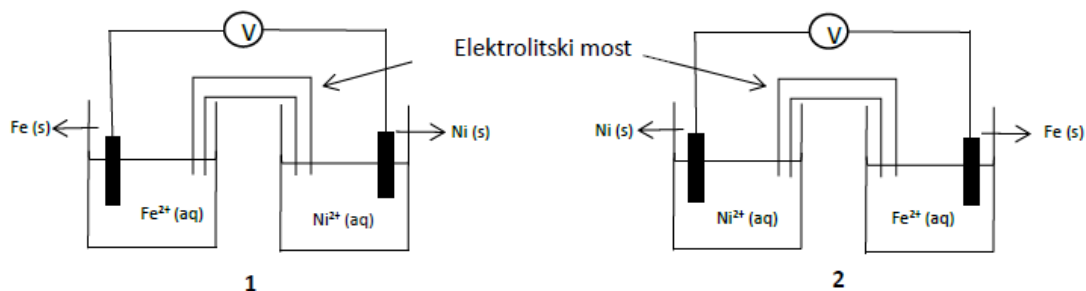 V
Elektrolitski most
V
Fe (s)
Ni (s)
Ni (s)
Fe (s)
Fe²⁺ (aq)
Ni²⁺ (aq)
Ni²⁺ (aq)
Fe²⁺ (aq)
1
2